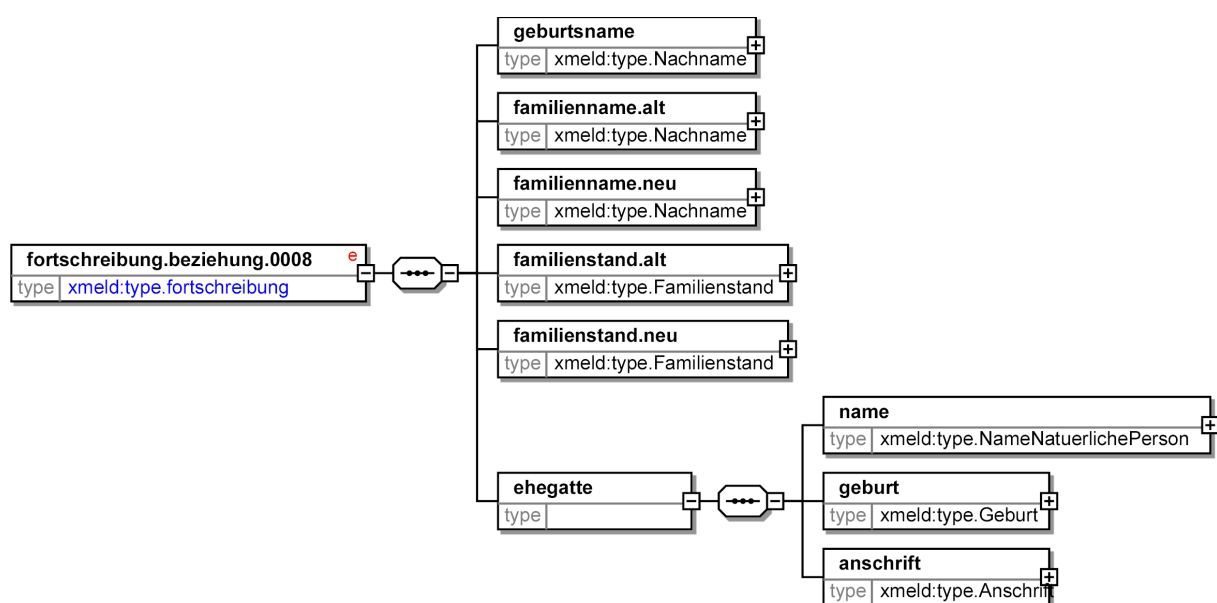 geburtsname
type xmeld:type.Nachname
familienname.alt
type xmeld:type.Nachname
familienname.neu
type xmeld:type.Nachname
fortschreibung.beziehung.0008 e
type xmeld:type.fortschreibung
familienstand.alt
type xmeld:type.Familienstand
familienstand.neu
type xmeld:type.Familienstand
ehegatte
type
name
type xmeld:type.NameNatuerlichePerson
geburt
type xmeld:type.Geburt
anschrift
type xmeld:type.Anschrift